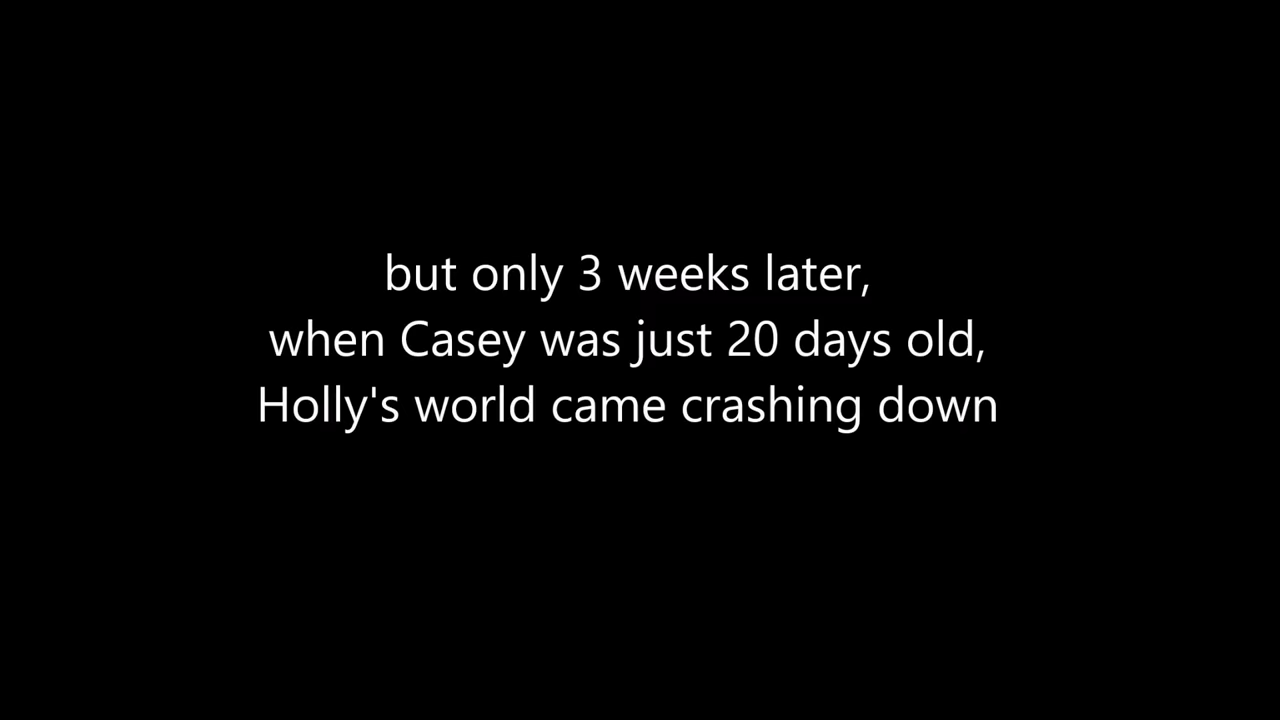 but only 3 weeks later,
when Casey was just 20 days old,
Holly's world came crashing down